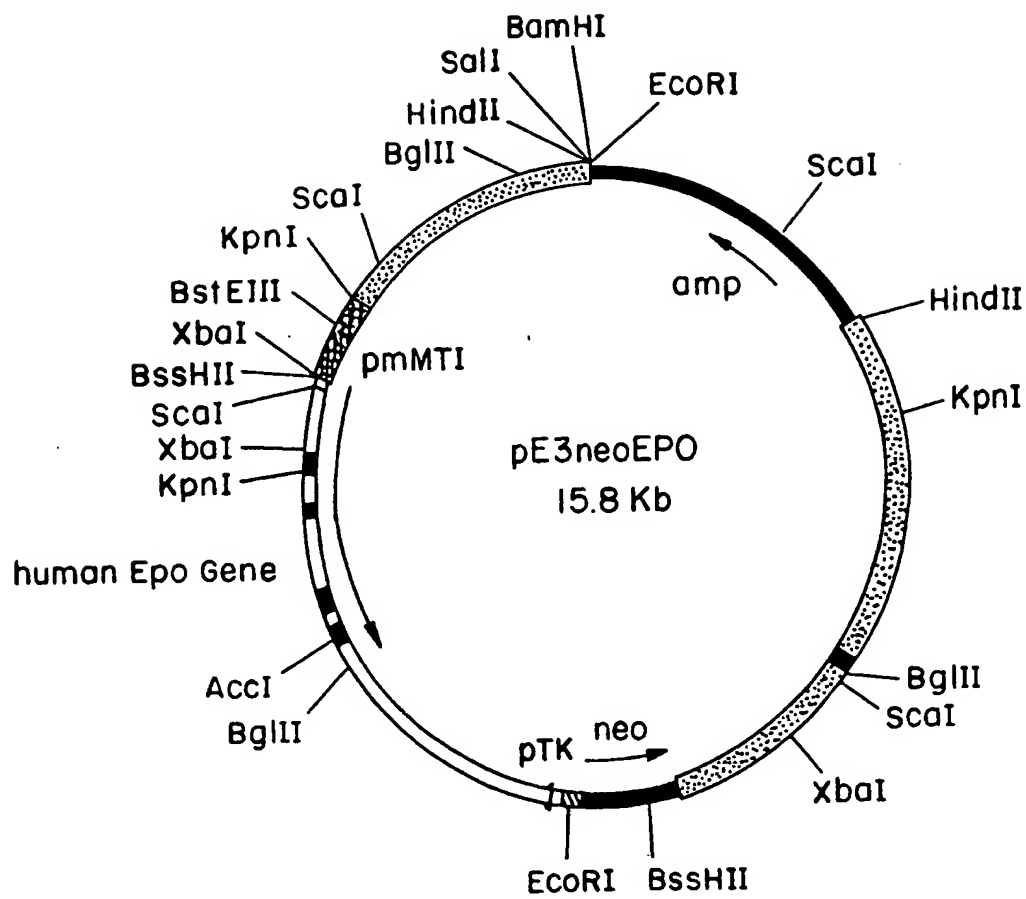 BamHI
SalI
EcoRI
HindII
BglII
ScaI
ScaI
KpnI
BstEIII
XbaI
BssHII
ScaI
XbaI
KpnI
pmMTI
amp
HindII
KpnI
pE3neoEPO
15.8 Kb
human Epo Gene
AccI
BglII
BglII
ScaI
XbaI
pTK
neo
EcoRI
BssHII